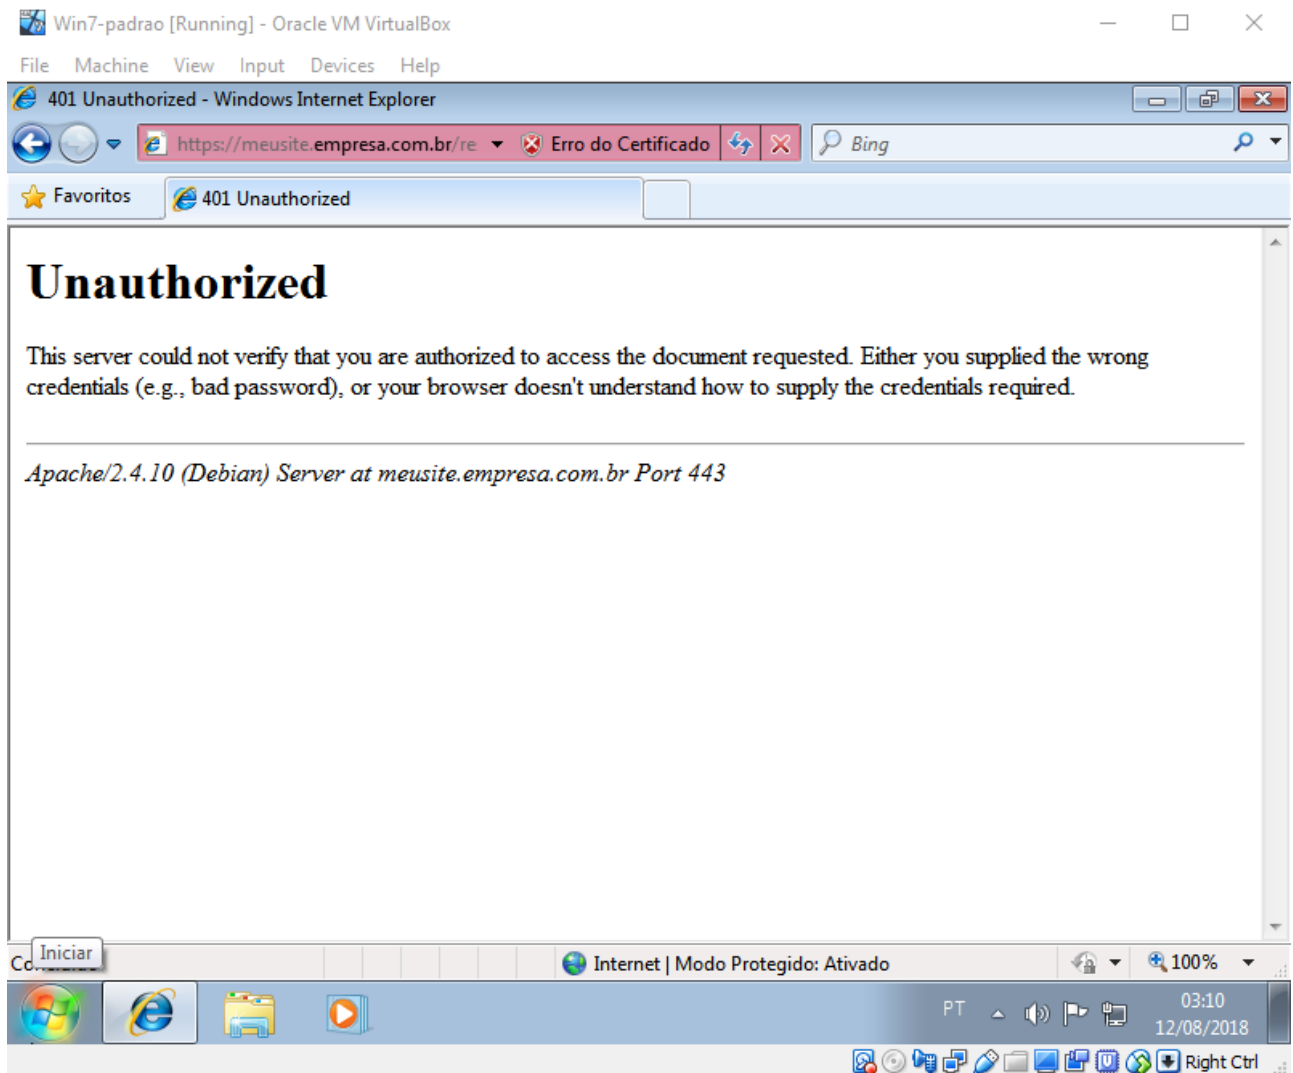 Win7-padrao [Running] - Oracle VM VirtualBox
File Machine View Input Devices Help
401 Unauthorized - Windows Internet Explorer
https://meusite.empresa.com.br/re Erro do Certificado Bing
Favoritos 401 Unauthorized
Unauthorized
This server could not verify that you are authorized to access the document requested. Either you supplied the wrong
credentials (e.g., bad password), or your browser doesn't understand how to supply the credentials required.
Apache/2.4.10 (Debian) Server at meusite.empresa.com.br Port 443
Iniciar
Internet | Modo Protegido: Ativado 100%
PT 03:10
12/08/2018
Right Ctrl